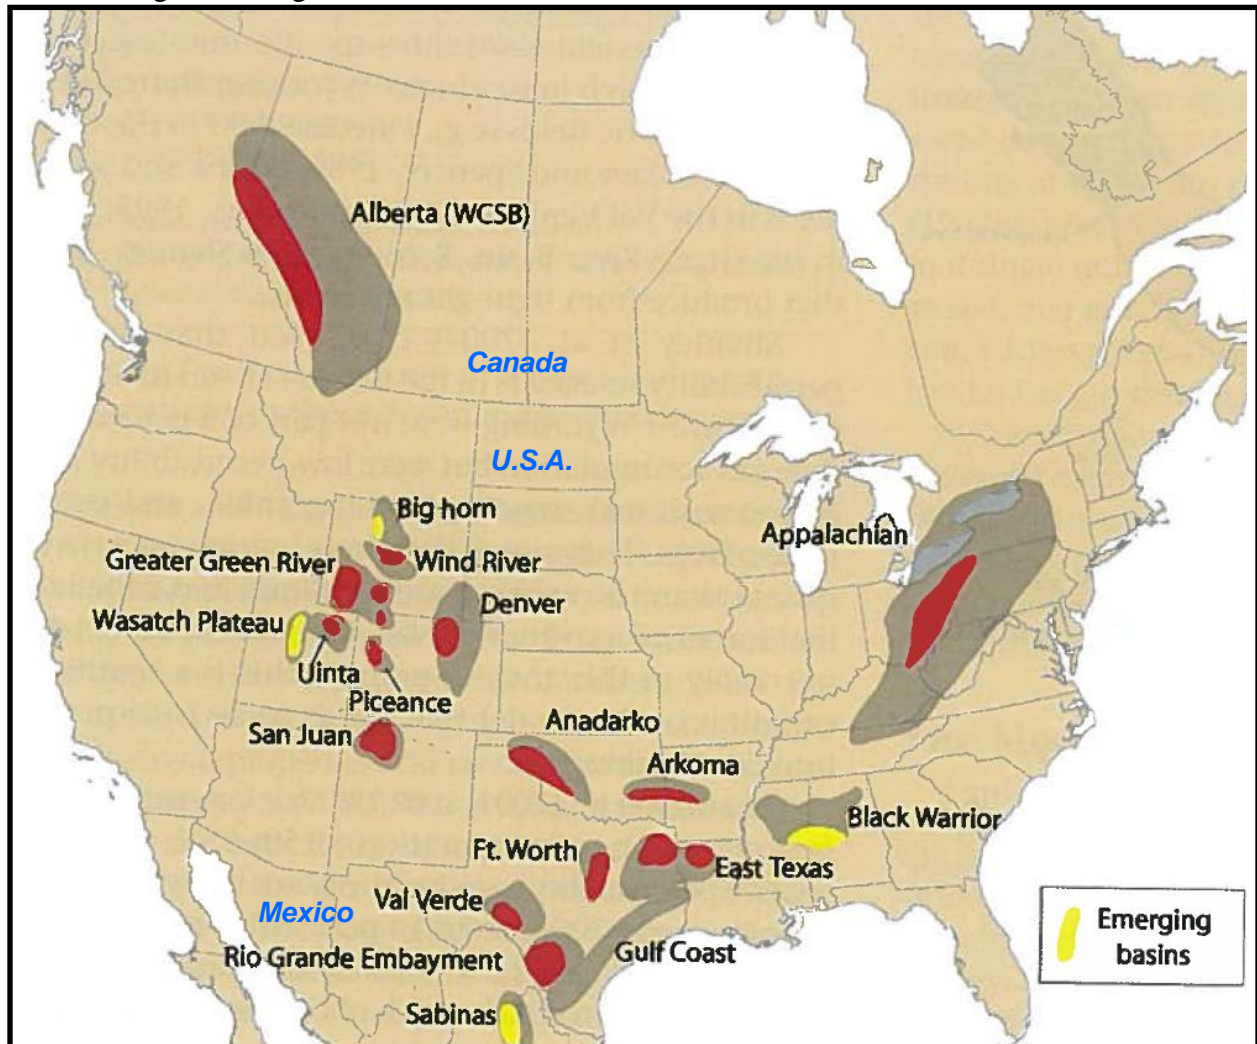 Alberta (WCSB)
Canada
U.S.A.
Big horn
Appalachian
Greater Green River
Wind River
Denver
Wasatch Plateau
Uinta
Piceance
San Juan
Anadarko
Arkoma
Black Warrior
Ft. Worth
East Texas
Val Verde
Mexico
Gulf Coast
Rio Grande Embayment
Sabinas
Emerging
basins